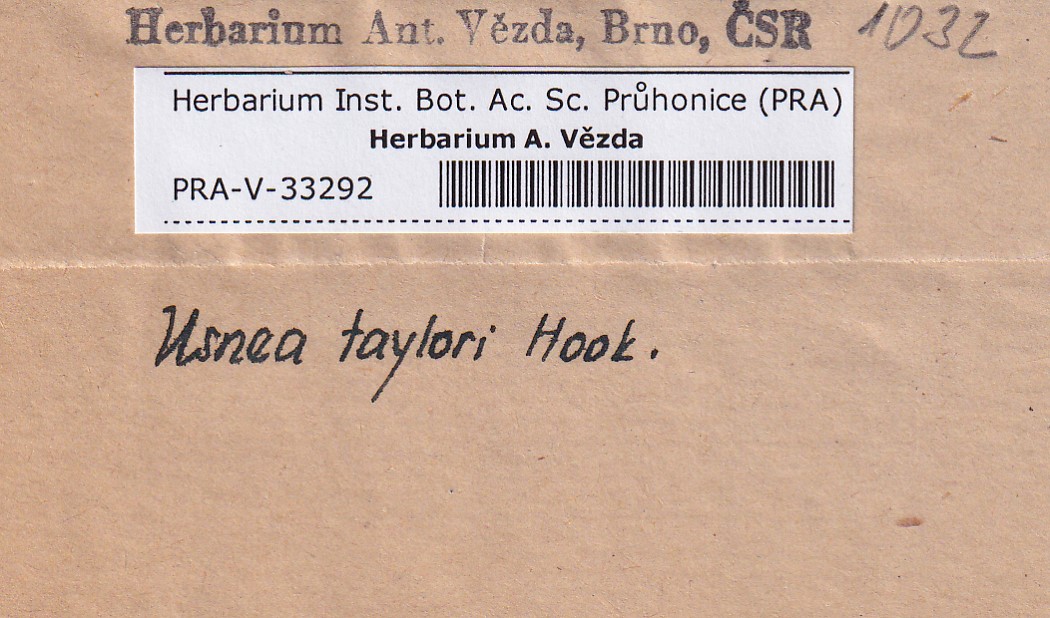 Herbarium Ant. Vězda, Brno, ČSR 1032
Herbarium Inst. Bot. Ac. Sc. Průhonice (PRA)
Herbarium A. Vězda
PRA-V-33292
Usnea taylori Hook.